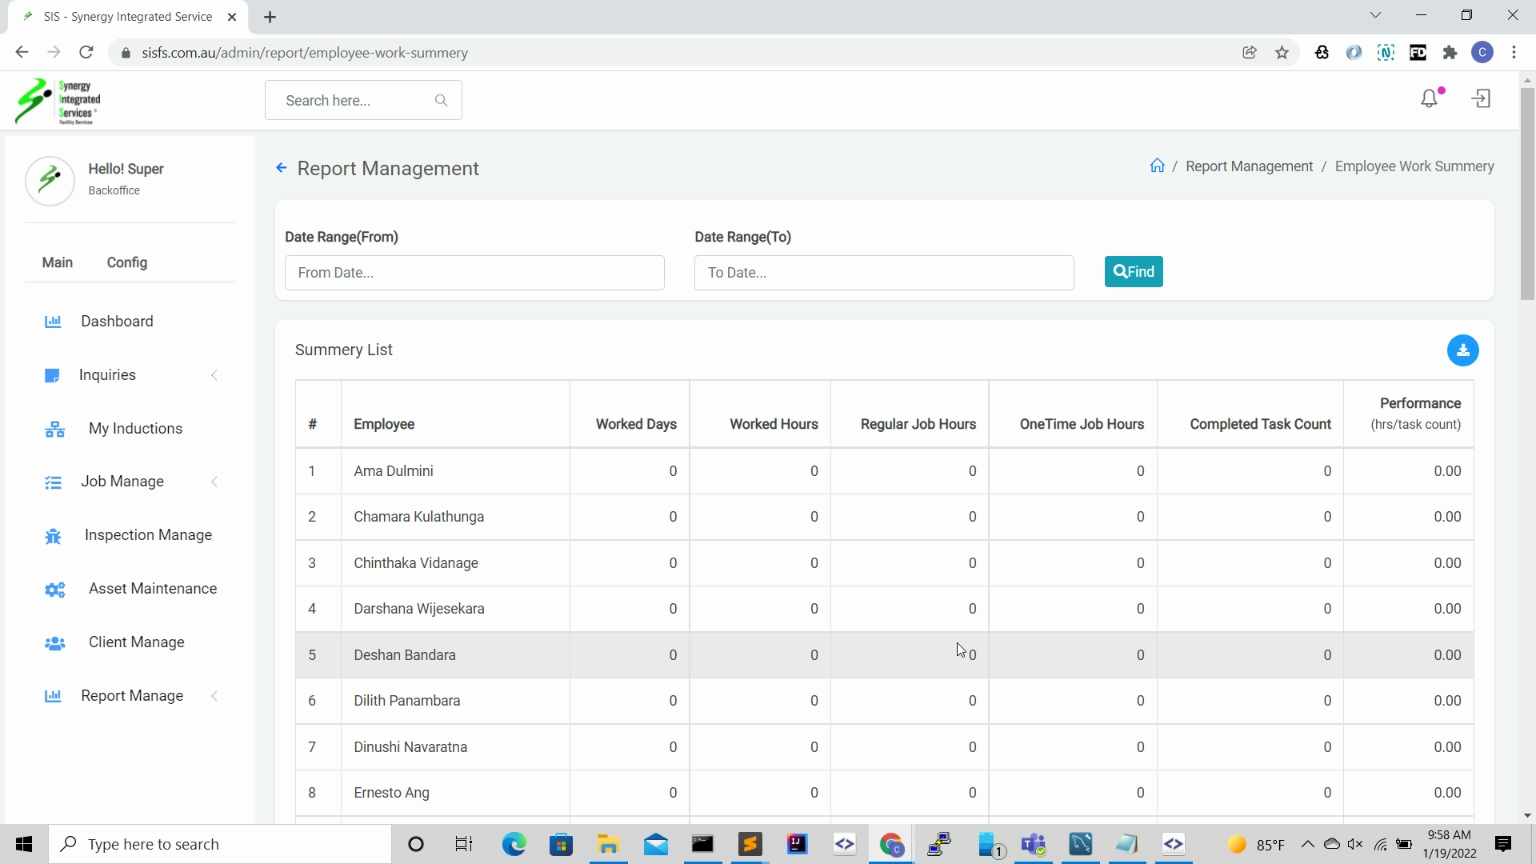 SIS - Synergy Integrated Service
sisfs.com.au/admin/report/employee-work-summery
Synergy
Integrated
Services
Facility Services
Search here...
Hello! Super
Backoffice
Main Config
Dashboard
Inquiries
My Inductions
Job Manage
Inspection Manage
Asset Maintenance
Client Manage
Report Manage
Report Management
/ Report Management / Employee Work Summery
Date Range(From) Date Range(To)
From Date... To Date... Find
Summery List
# Employee Worked Days Worked Hours Regular Job Hours OneTime Job Hours Completed Task Count Performance (hrs/task count)
1 Ama Dulmini 0 0 0 0 0 0.00
2 Chamara Kulathunga 0 0 0 0 0 0.00
3 Chinthaka Vidanage 0 0 0 0 0 0.00
4 Darshana Wijesekara 0 0 0 0 0 0.00
5 Deshan Bandara 0 0 0 0 0 0.00
6 Dilith Panambara 0 0 0 0 0 0.00
7 Dinushi Navaratna 0 0 0 0 0 0.00
8 Ernesto Ang 0 0 0 0 0 0.00
Type here to search
85°F
9:58 AM
1/19/2022